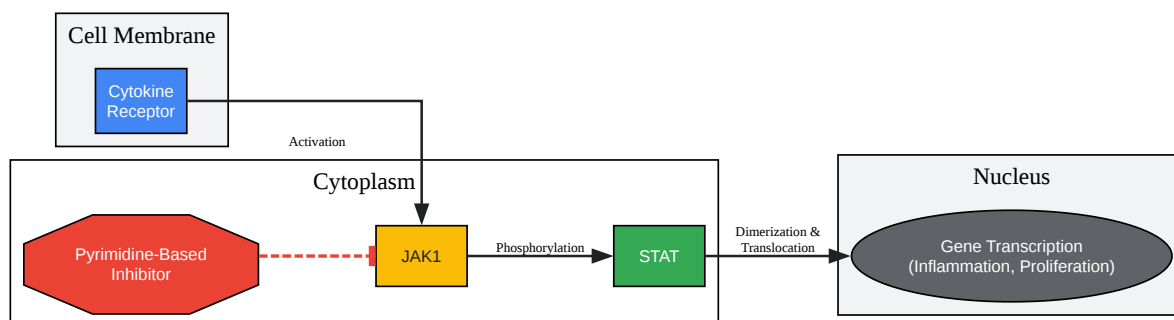 Cell Membrane
Cytokine
Receptor
Activation
Cytoplasm
Pyrimidine-Based
Inhibitor
JAK1
Phosphorylation
STAT
Dimerization &
Translocation
Nucleus
Gene Transcription
(Inflammation, Proliferation)